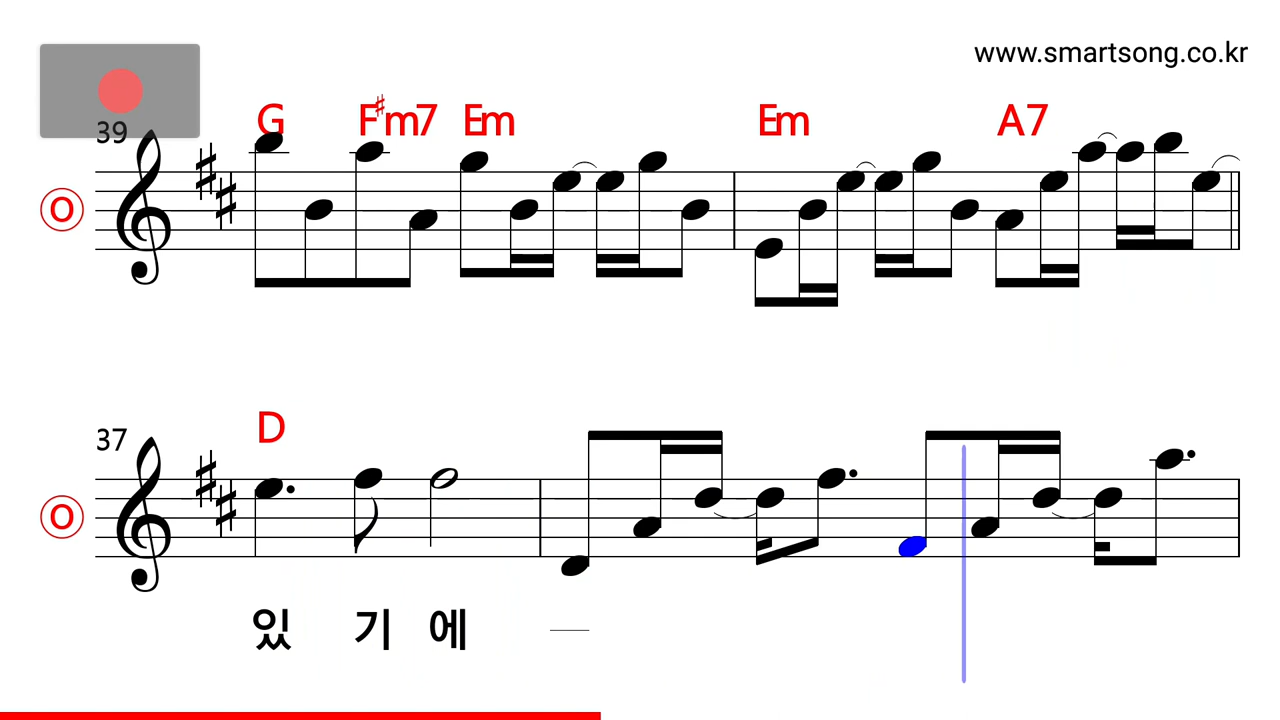 www.smartsong.co.kr
G F♯m7 Em Em A7
39
O
D
37
O
있 기 에